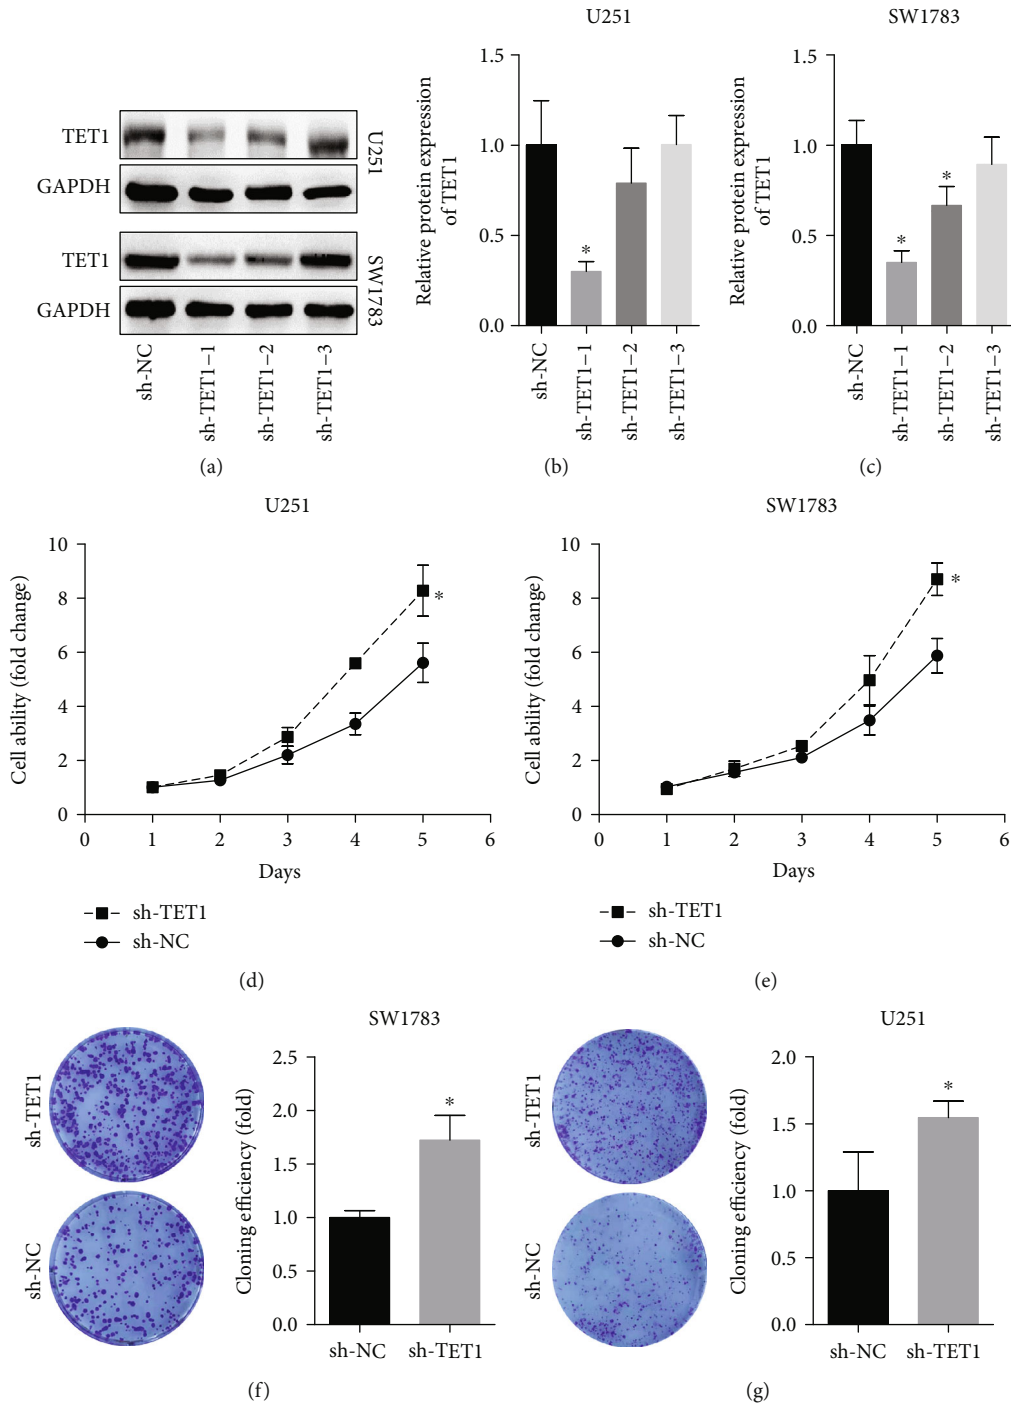 TET1
GAPDH
U251
TET1
GAPDH
SW1783
sh-NC
sh-TET1-1
sh-TET1-2
sh-TET1-3
(a)
U251
Relative protein expression
of TET1
1.5
1.0
0.5
0.0
*
sh-NC
sh-TET1-1
sh-TET1-2
sh-TET1-3
(b)
SW1783
Relative protein expression
of TET1
1.5
1.0
0.5
0.0
*
*
sh-NC
sh-TET1-1
sh-TET1-2
sh-TET1-3
(c)
U251
Cell ability (fold change)
10
8
6
4
2
0
*
0 1 2 3 4 5 6
Days
sh-TET1
sh-NC
(d)
SW1783
Cell ability (fold change)
10
8
6
4
2
0
*
0 1 2 3 4 5 6
Days
sh-TET1
sh-NC
(e)
sh-TET1
sh-NC
SW1783
Cloning efficiency (fold)
2.5
2.0
1.5
1.0
0.5
0.0
*
sh-NC sh-TET1
(f)
sh-TET1
sh-NC
U251
Cloning efficiency (fold)
2.0
1.5
1.0
0.5
0.0
*
sh-NC sh-TET1
(g)